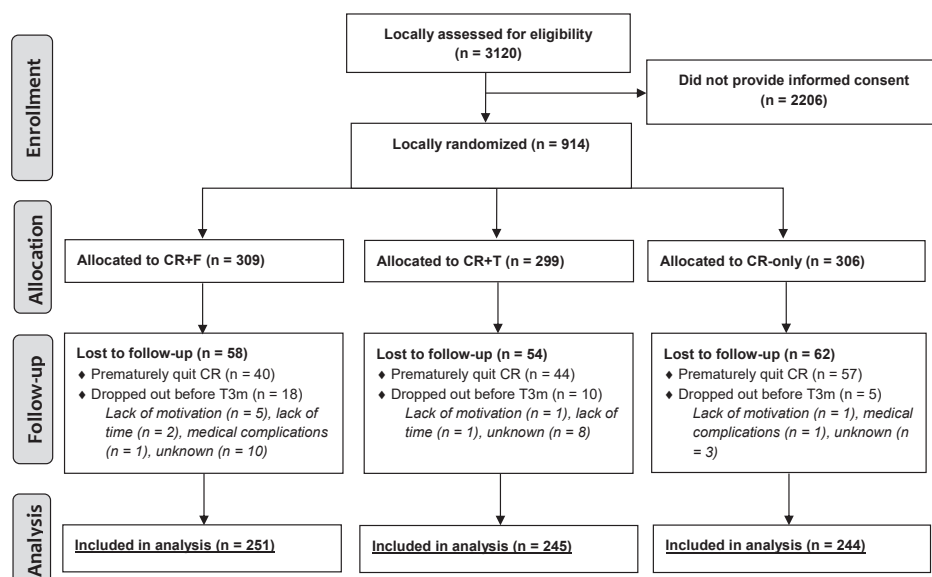 Enrollment
Locally assessed for eligibility
(n = 3120)
Did not provide informed consent
(n = 2206)
Locally randomized (n = 914)
Allocation
Allocated to CR+F (n = 309)
Allocated to CR+T (n = 299)
Allocated to CR-only (n = 306)
Follow-up
Lost to follow-up (n = 58)
♦ Prematurely quit CR (n = 40)
♦ Dropped out before T3m (n = 18)
Lack of motivation (n = 5), lack of
time (n = 2), medical complications
(n = 1), unknown (n = 10)
Lost to follow-up (n = 54)
♦ Prematurely quit CR (n = 44)
♦ Dropped out before T3m (n = 10)
Lack of motivation (n = 1), lack of
time (n = 1), unknown (n = 8)
Lost to follow-up (n = 62)
♦ Prematurely quit CR (n = 57)
♦ Dropped out before T3m (n = 5)
Lack of motivation (n = 1), medical
complications (n = 1), unknown (n
= 3)
Analysis
Included in analysis (n = 251)
Included in analysis (n = 245)
Included in analysis (n = 244)